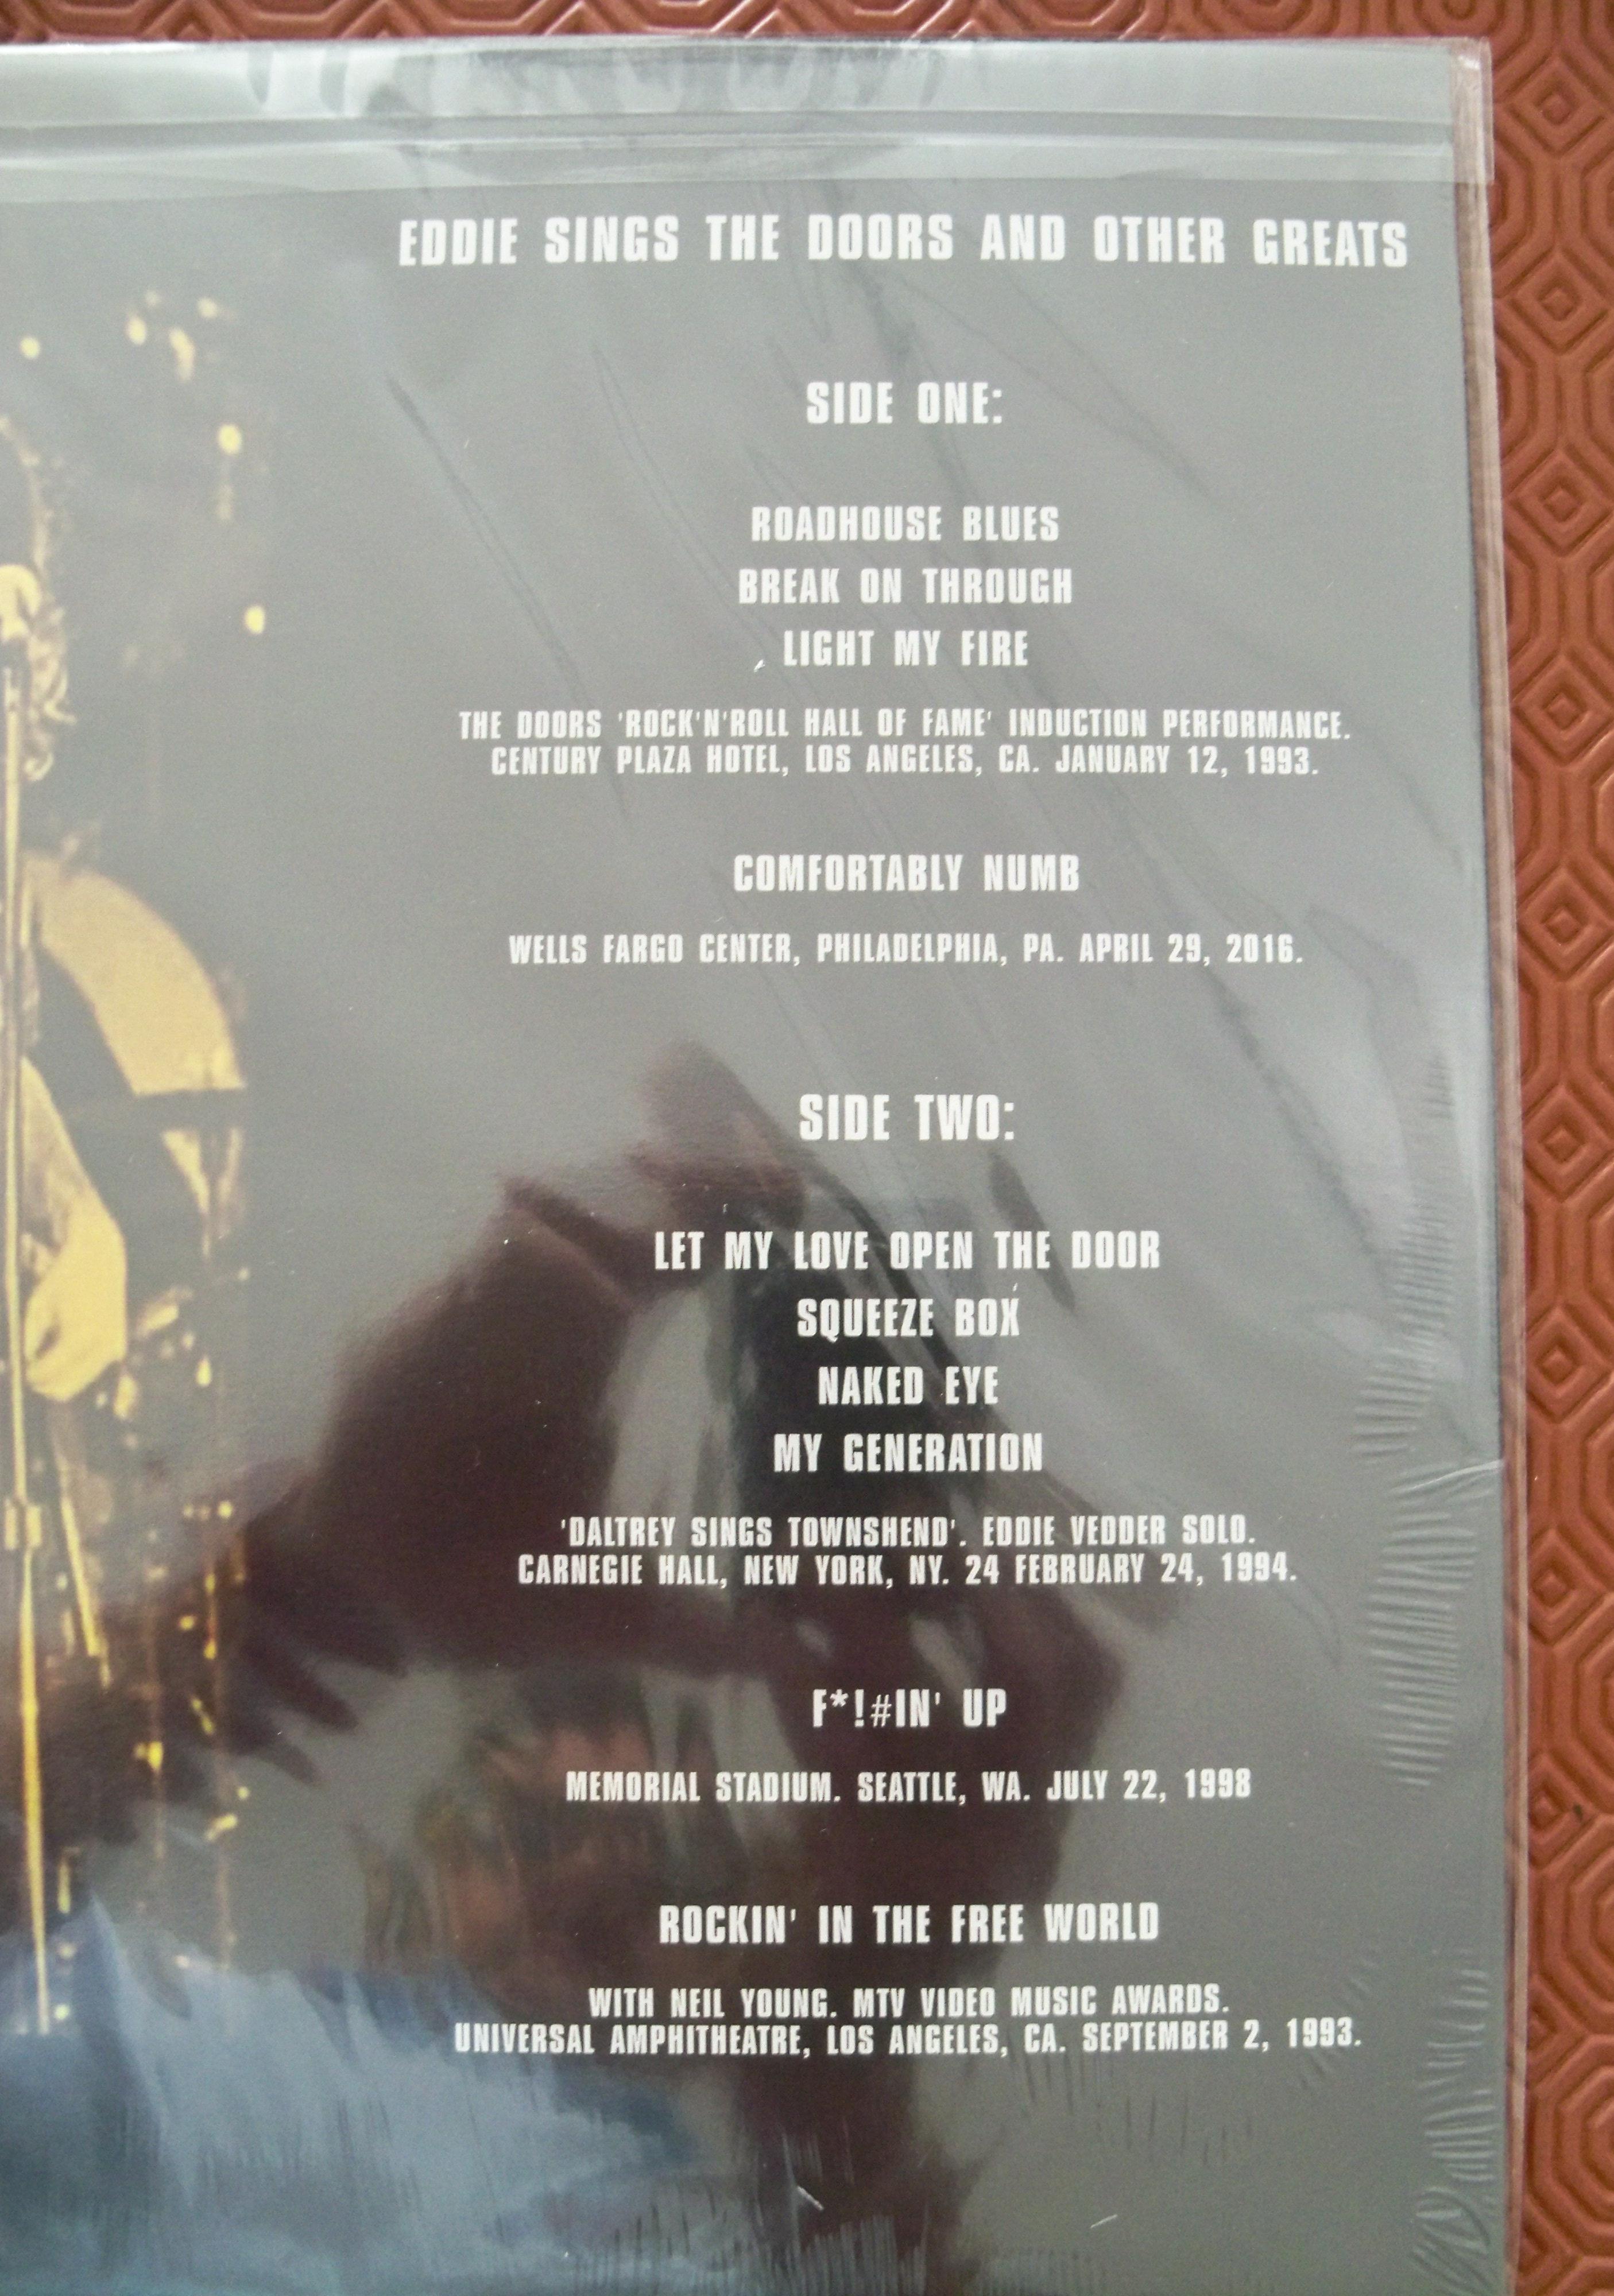 EDDIE SINGS THE DOORS AND OTHER GREATS
SIDE ONE:
ROADHOUSE BLUES
BREAK ON THROUGH
LIGHT MY FIRE
THE DOORS 'ROCK'N'ROLL HALL OF FAME' INDUCTION PERFORMANCE.
CENTURY PLAZA HOTEL, LOS ANGELES, CA. JANUARY 12, 1993.
COMFORTABLY NUMB
WELLS FARGO CENTER, PHILADELPHIA, PA. APRIL 29, 2016.
SIDE TWO:
LET MY LOVE OPEN THE DOOR
SQUEEZE BOX
NAKED EYE
MY GENERATION
'DALTREY SINGS TOWNSHEND'. EDDIE VEDDER SOLO.
CARNEGIE HALL, NEW YORK, NY. 24 FEBRUARY 24, 1994.
F*!#IN' UP
MEMORIAL STADIUM. SEATTLE, WA. JULY 22, 1998
ROCKIN' IN THE FREE WORLD
WITH NEIL YOUNG. MTV VIDEO MUSIC AWARDS.
UNIVERSAL AMPHITHEATRE, LOS ANGELES, CA. SEPTEMBER 2, 1993.